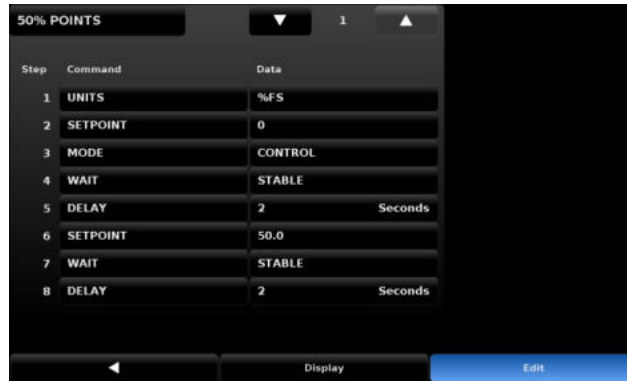 50% POINTS 1
Step Command Data
1 UNITS %FS
2 SETPOINT 0
3 MODE CONTROL
4 WAIT STABLE
5 DELAY 2 Seconds
6 SETPOINT 50.0
7 WAIT STABLE
8 DELAY 2 Seconds
Display Edit